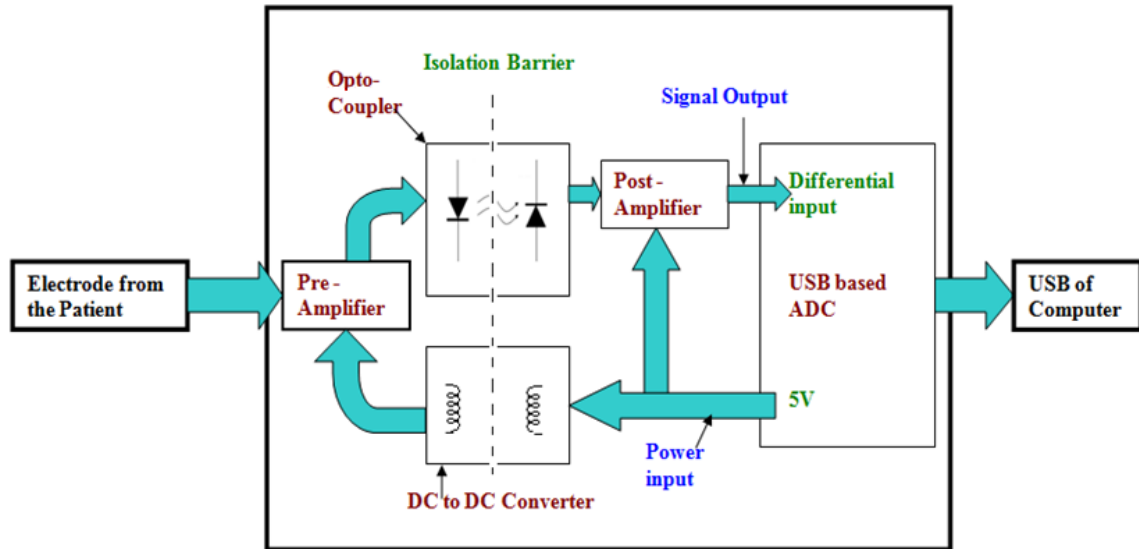 Isolation Barrier
Opto-
Coupler
Signal Output
Post -
Amplifier
Differential
input
Electrode from
the Patient
Pre -
Amplifier
USB based
ADC
USB of
Computer
5V
Power
input
DC to DC Converter